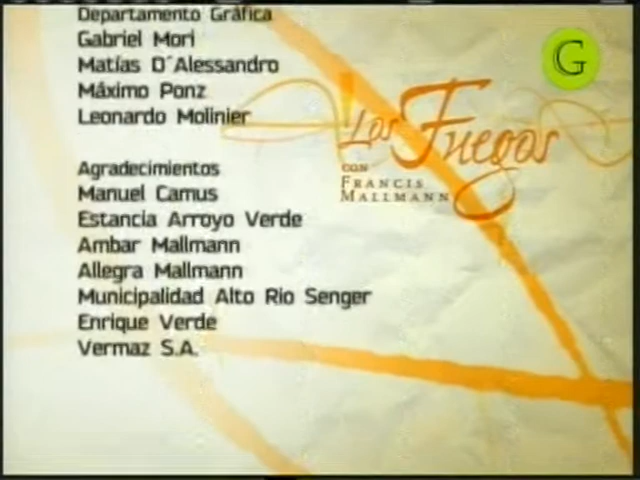 Departamento Gráfica
Gabriel Mori
Matías D´Alessandro
Máximo Ponz
Leonardo Molinier
Agradecimientos
Manuel Camus
Estancia Arroyo Verde
Ambar Mallmann
Allegra Mallmann
Municipalidad Alto Rio Senger
Enrique Verde
Vermaz S.A.
Los Fuegos
CON
FRANCIS
MALLMANN
G